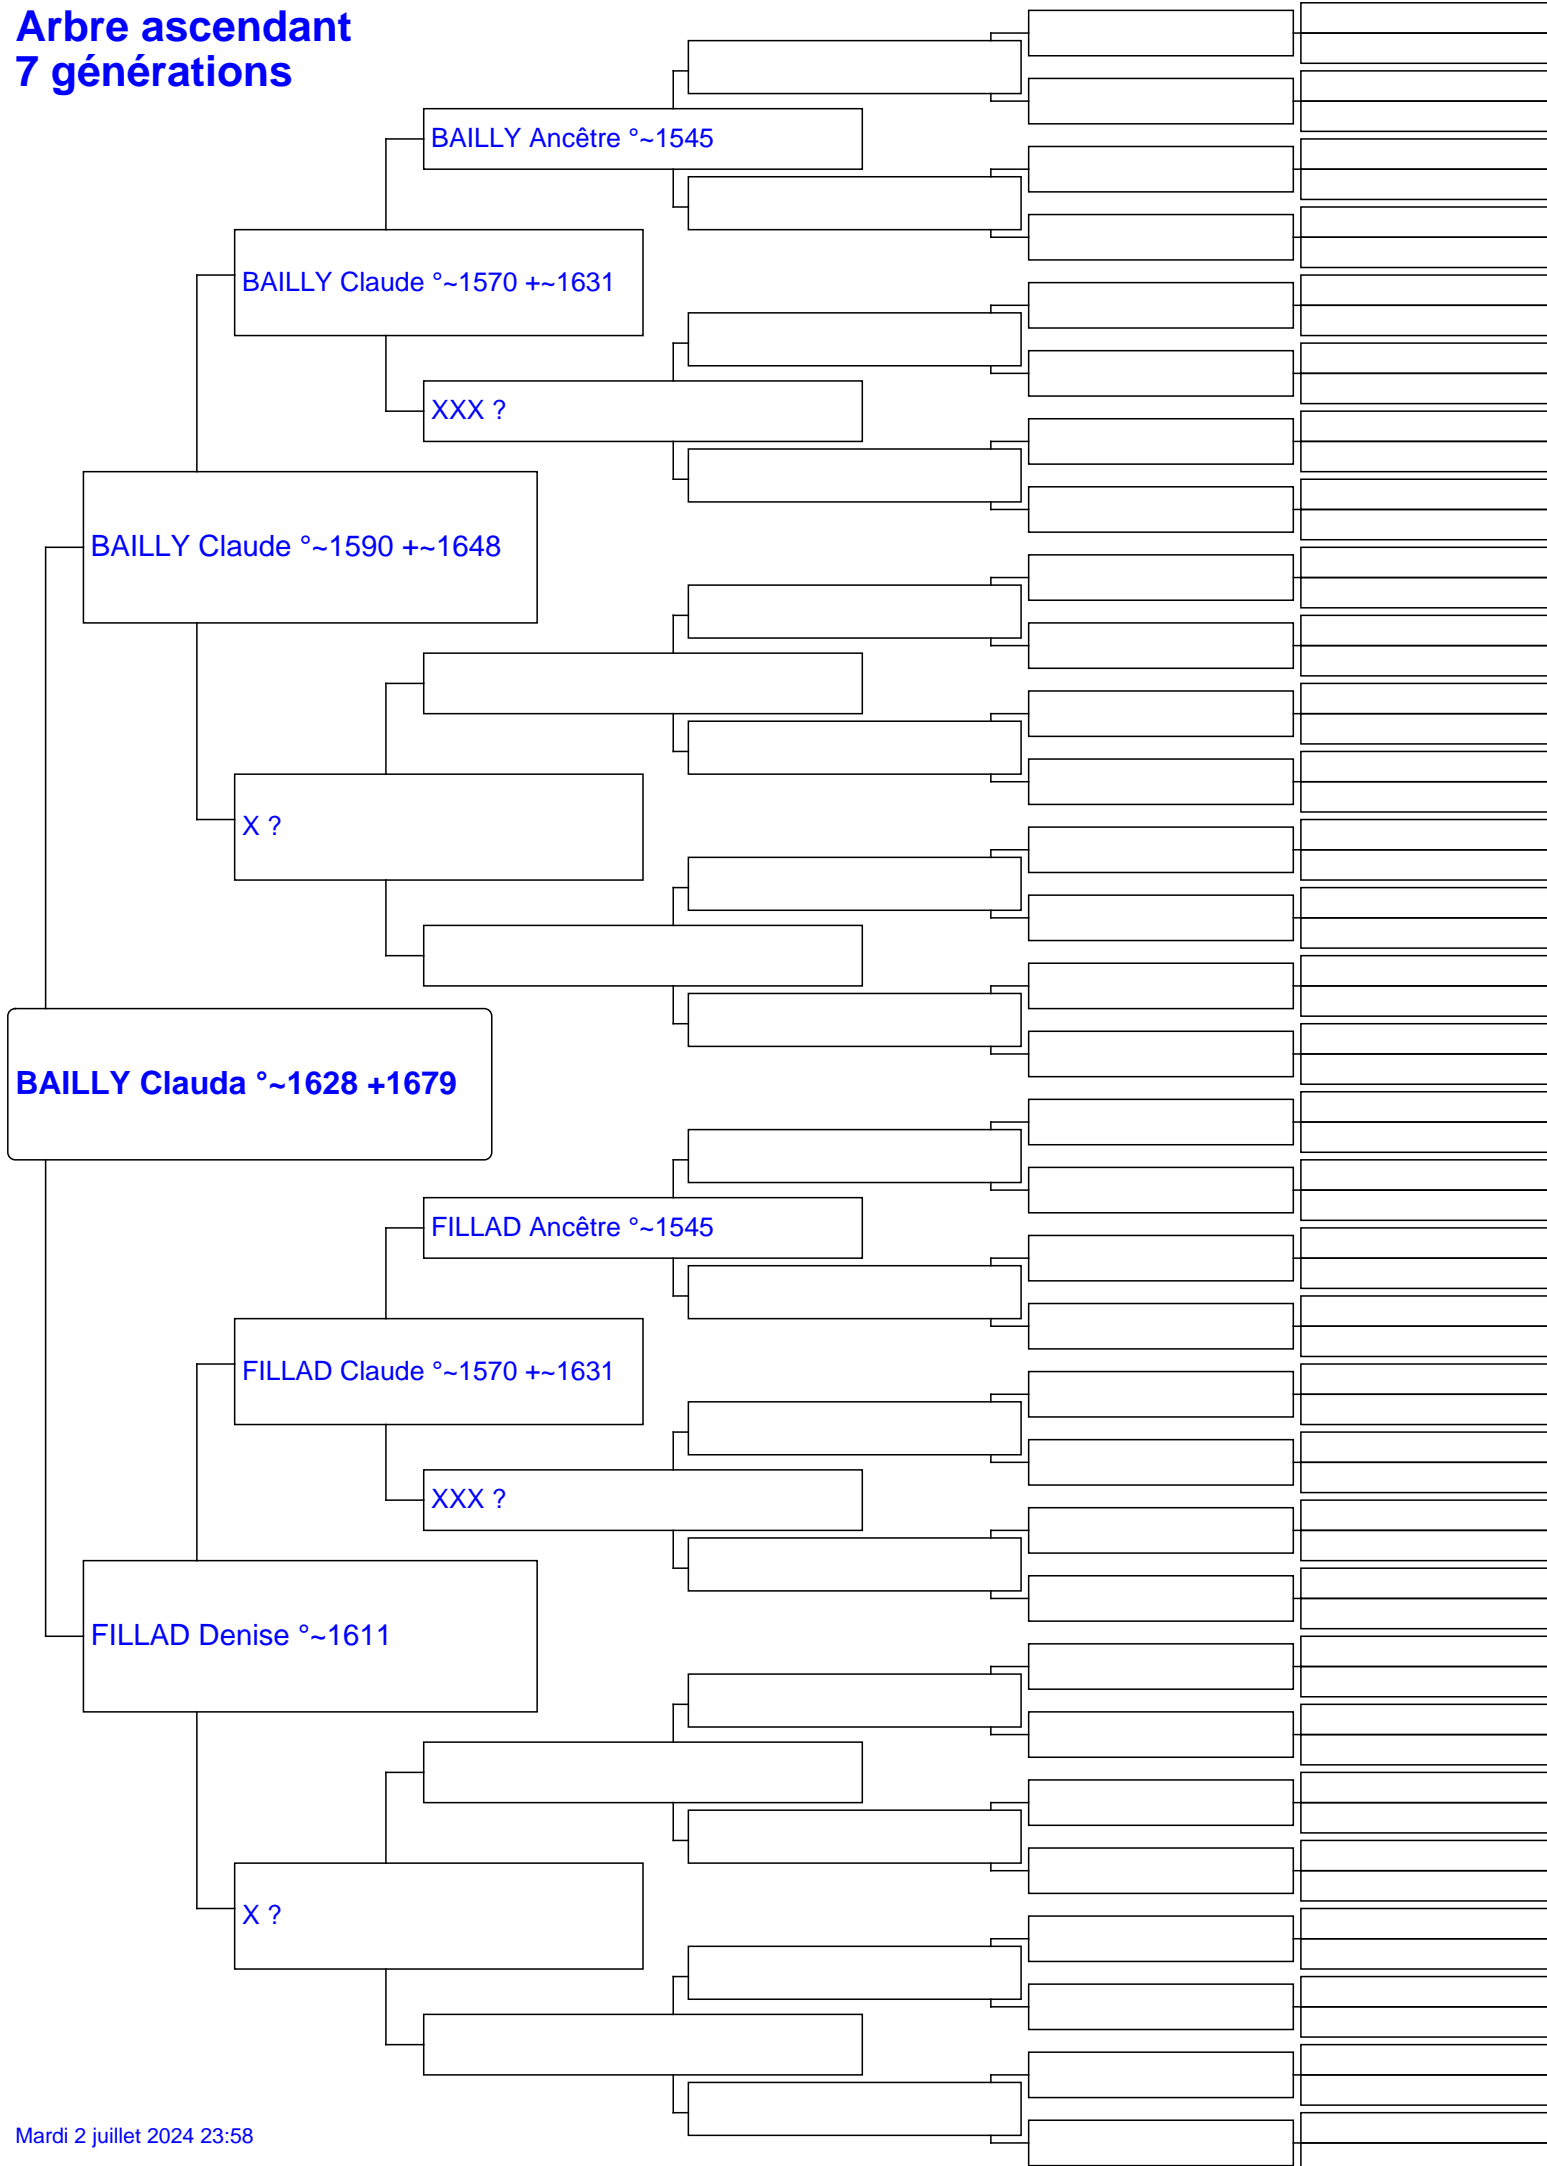 Arbre ascendant
7 générations
BAILLY Ancêtre °~1545
BAILLY Claude °~1570 +~1631
XXX ?
BAILLY Claude °~1590 +~1648
X ?
BAILLY Clauda °~1628 +1679
FILLAD Ancêtre °~1545
FILLAD Claude °~1570 +~1631
XXX ?
FILLAD Denise °~1611
X ?
Mardi 2 juillet 2024 23:58